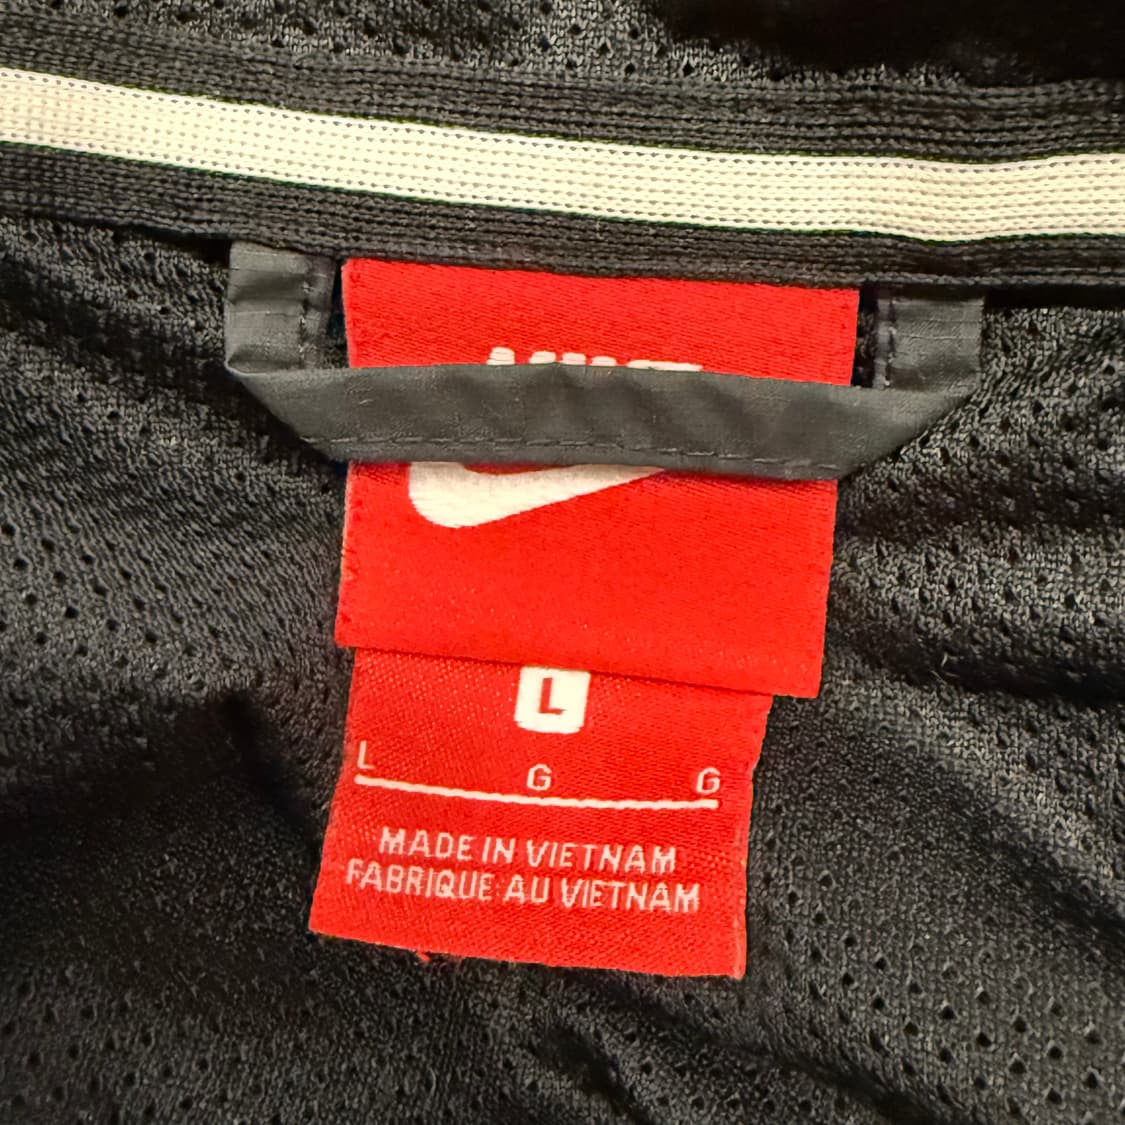 L
L G G
MADE IN VIETNAM
FABRIQUE AU VIETNAM